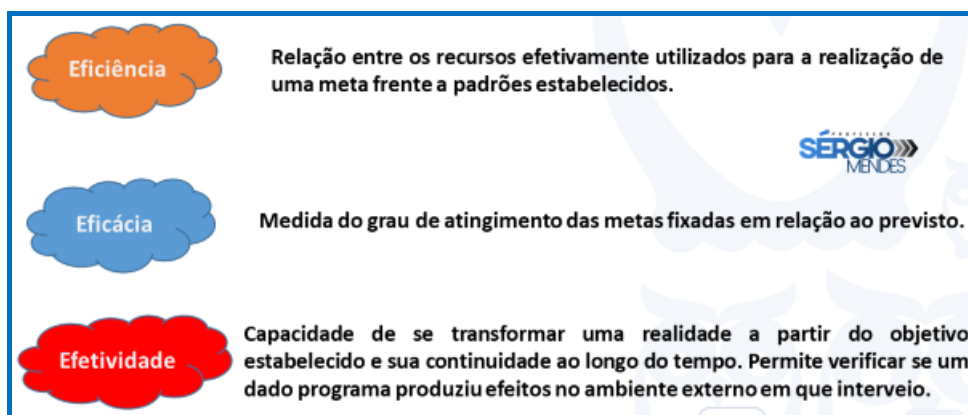 Eficiência
Relação entre os recursos efetivamente utilizados para a realização de
uma meta frente a padrões estabelecidos.
PROFESSOR
SÉRGIO
MENDES
Eficácia
Medida do grau de atingimento das metas fixadas em relação ao previsto.
Efetividade
Capacidade de se transformar uma realidade a partir do objetivo
estabelecido e sua continuidade ao longo do tempo. Permite verificar se um
dado programa produziu efeitos no ambiente externo em que interveio.